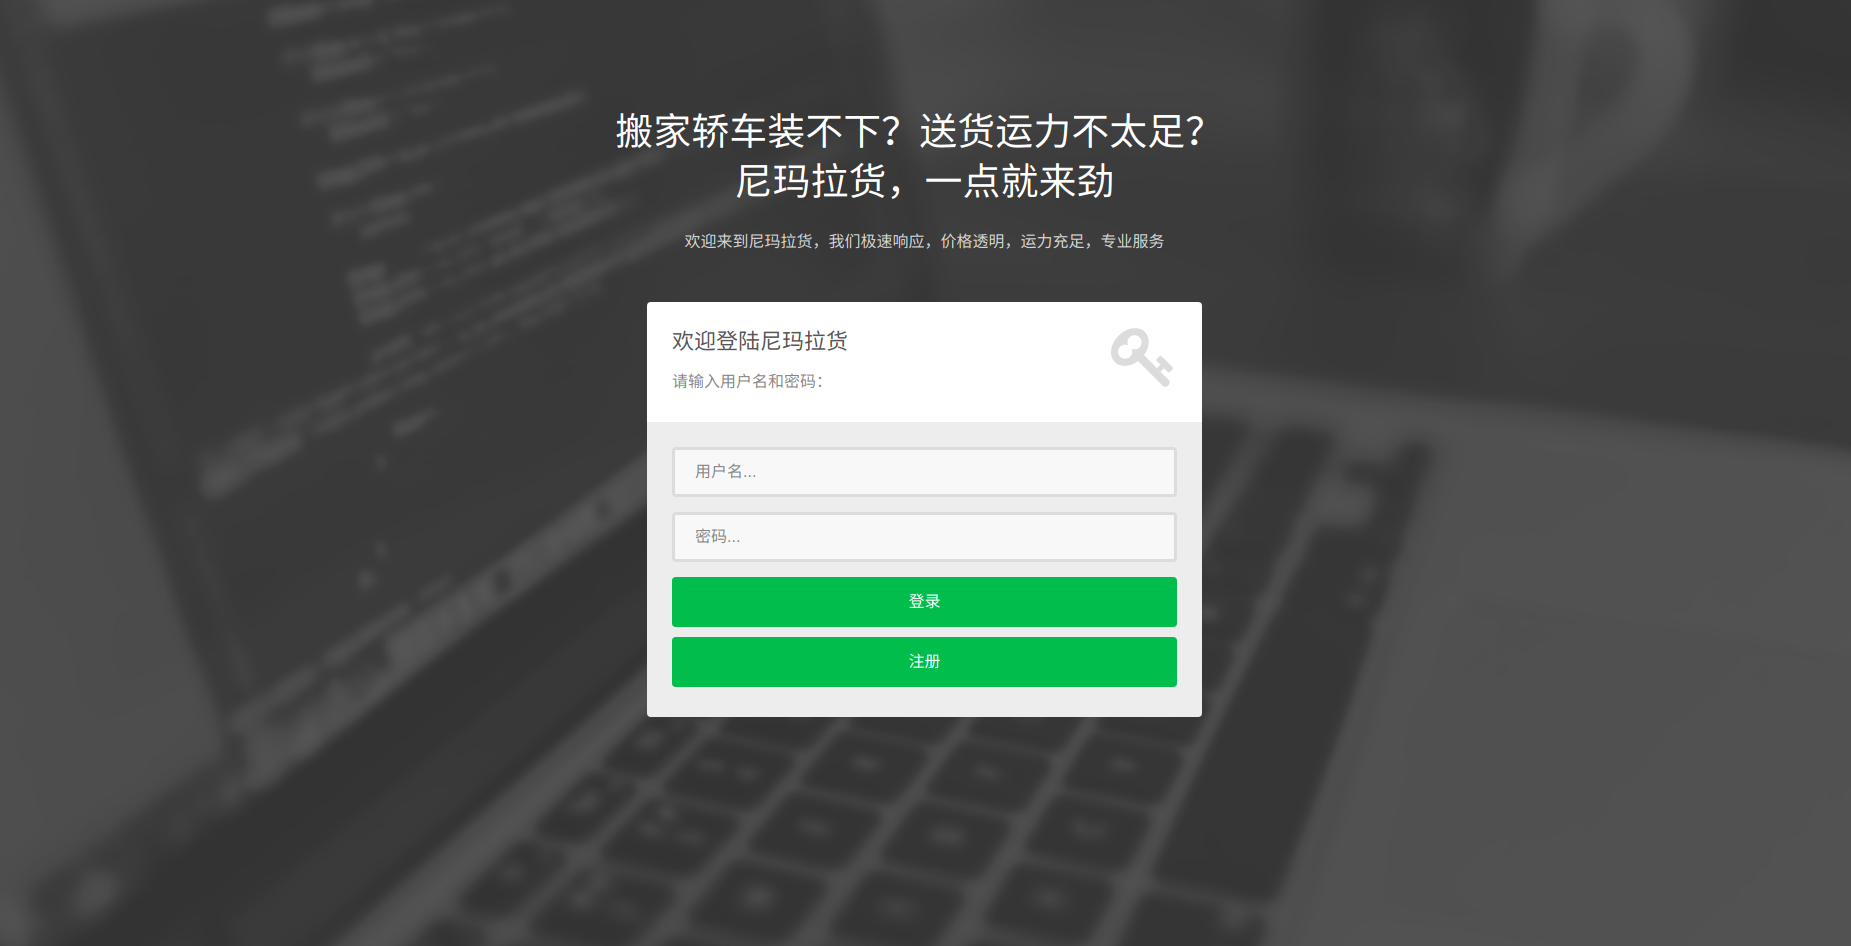 搬家轿车装不下？送货运力不太足？
尼玛拉货，一点就来劲
欢迎来到尼玛拉货，我们极速响应，价格透明，运力充足，专业服务
欢迎登陆尼玛拉货
请输入用户名和密码：
用户名...
密码...
登录
注册